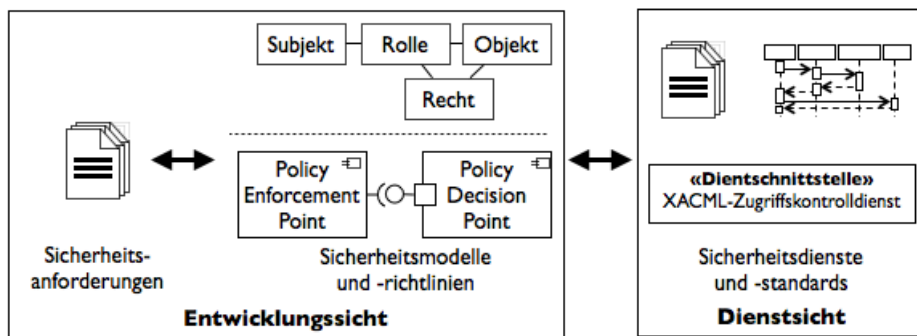 Subjekt
Rolle
Objekt
Recht
Policy
Enforcement
Point
Policy
Decision
Point
Sicherheits-
anforderungen
Sicherheitsmodelle
und -richtlinien
Entwicklungssicht
«Dientschnittstelle»
XACML-Zugriffskontrolldienst
Sicherheitsdienste
und -standards
Dienstsicht